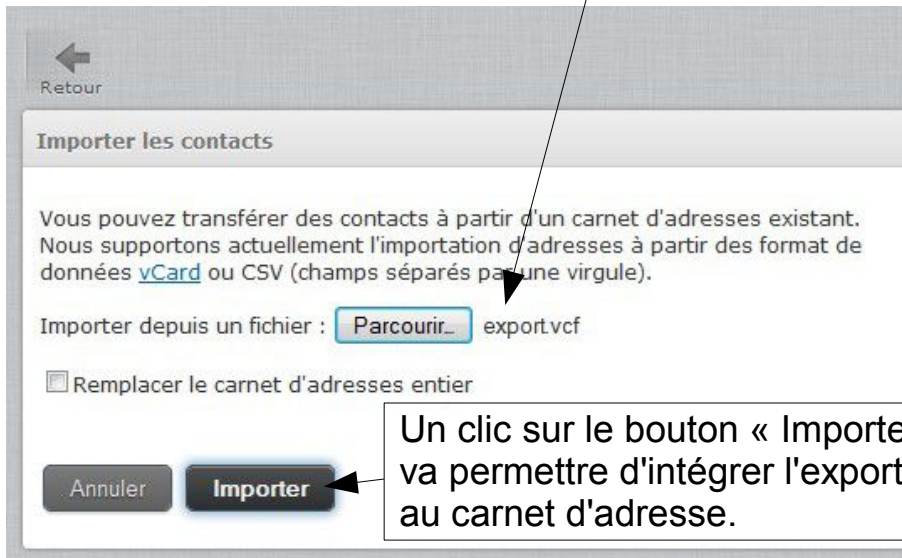 Retour
Importer les contacts
Vous pouvez transférer des contacts à partir d'un carnet d'adresses existant.
Nous supportons actuellement l'importation d'adresses à partir des format de
données vCard ou CSV (champs séparés par une virgule).
Importer depuis un fichier : Parcourir_ export.vcf
Remplacer le carnet d'adresses entier
Un clic sur le bouton « Importe
va permettre d'intégrer l'export
au carnet d'adresse.
Annuler Importer